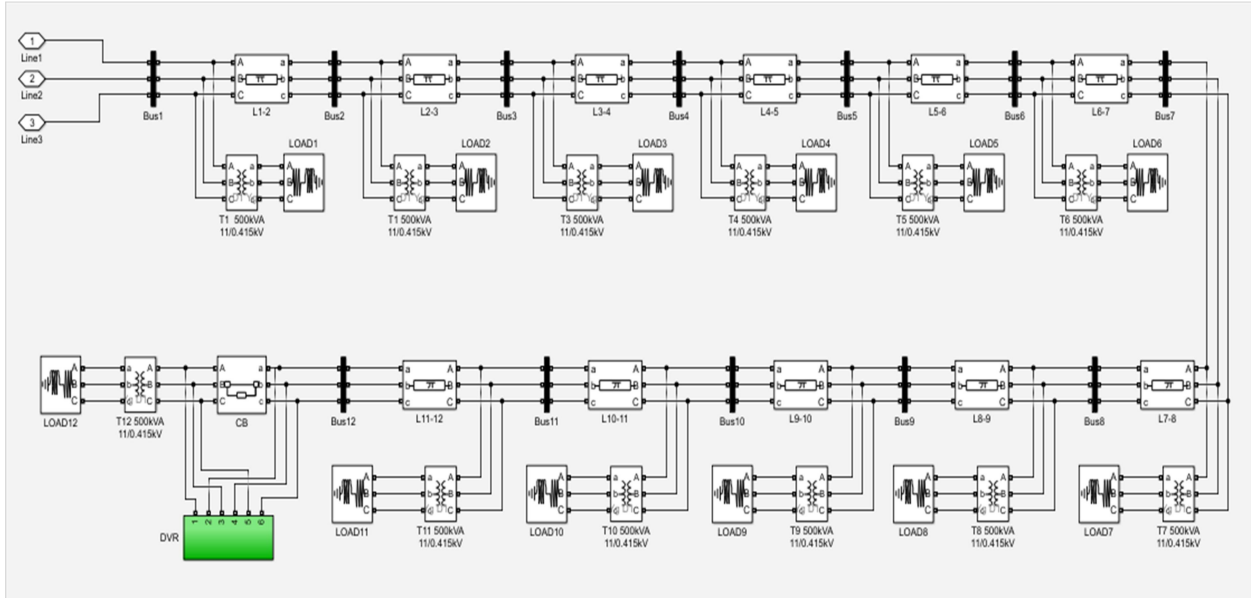 1
Line1
2
Line2
3
Line3
Bus1
A a
B b
C c
L1-2
Bus2
A a
B b
C c
L2-3
Bus3
A a
B b
C c
L3-4
Bus4
A a
B b
C c
L4-5
Bus5
A a
B b
C c
L5-6
Bus6
A a
B b
C c
L6-7
Bus7
LOAD1
LOAD2
LOAD3
LOAD4
LOAD5
LOAD6
T1 500kVA
11/0.415kV
T1 500kVA
11/0.415kV
T3 500kVA
11/0.415kV
T4 500kVA
11/0.415kV
T5 500kVA
11/0.415kV
T6 500kVA
11/0.415kV
LOAD12
T12 500kVA
11/0.415kV
CB
Bus12
L11-12
Bus11
L10-11
Bus10
L9-10
Bus9
L8-9
Bus8
L7-8
DVR
1 2 3 4 5 6
LOAD11
T11 500kVA
11/0.415kV
LOAD10
T10 500kVA
11/0.415kV
LOAD9
T9 500kVA
11/0.415kV
LOAD8
T8 500kVA
11/0.415kV
LOAD7
T7 500kVA
11/0.415kV